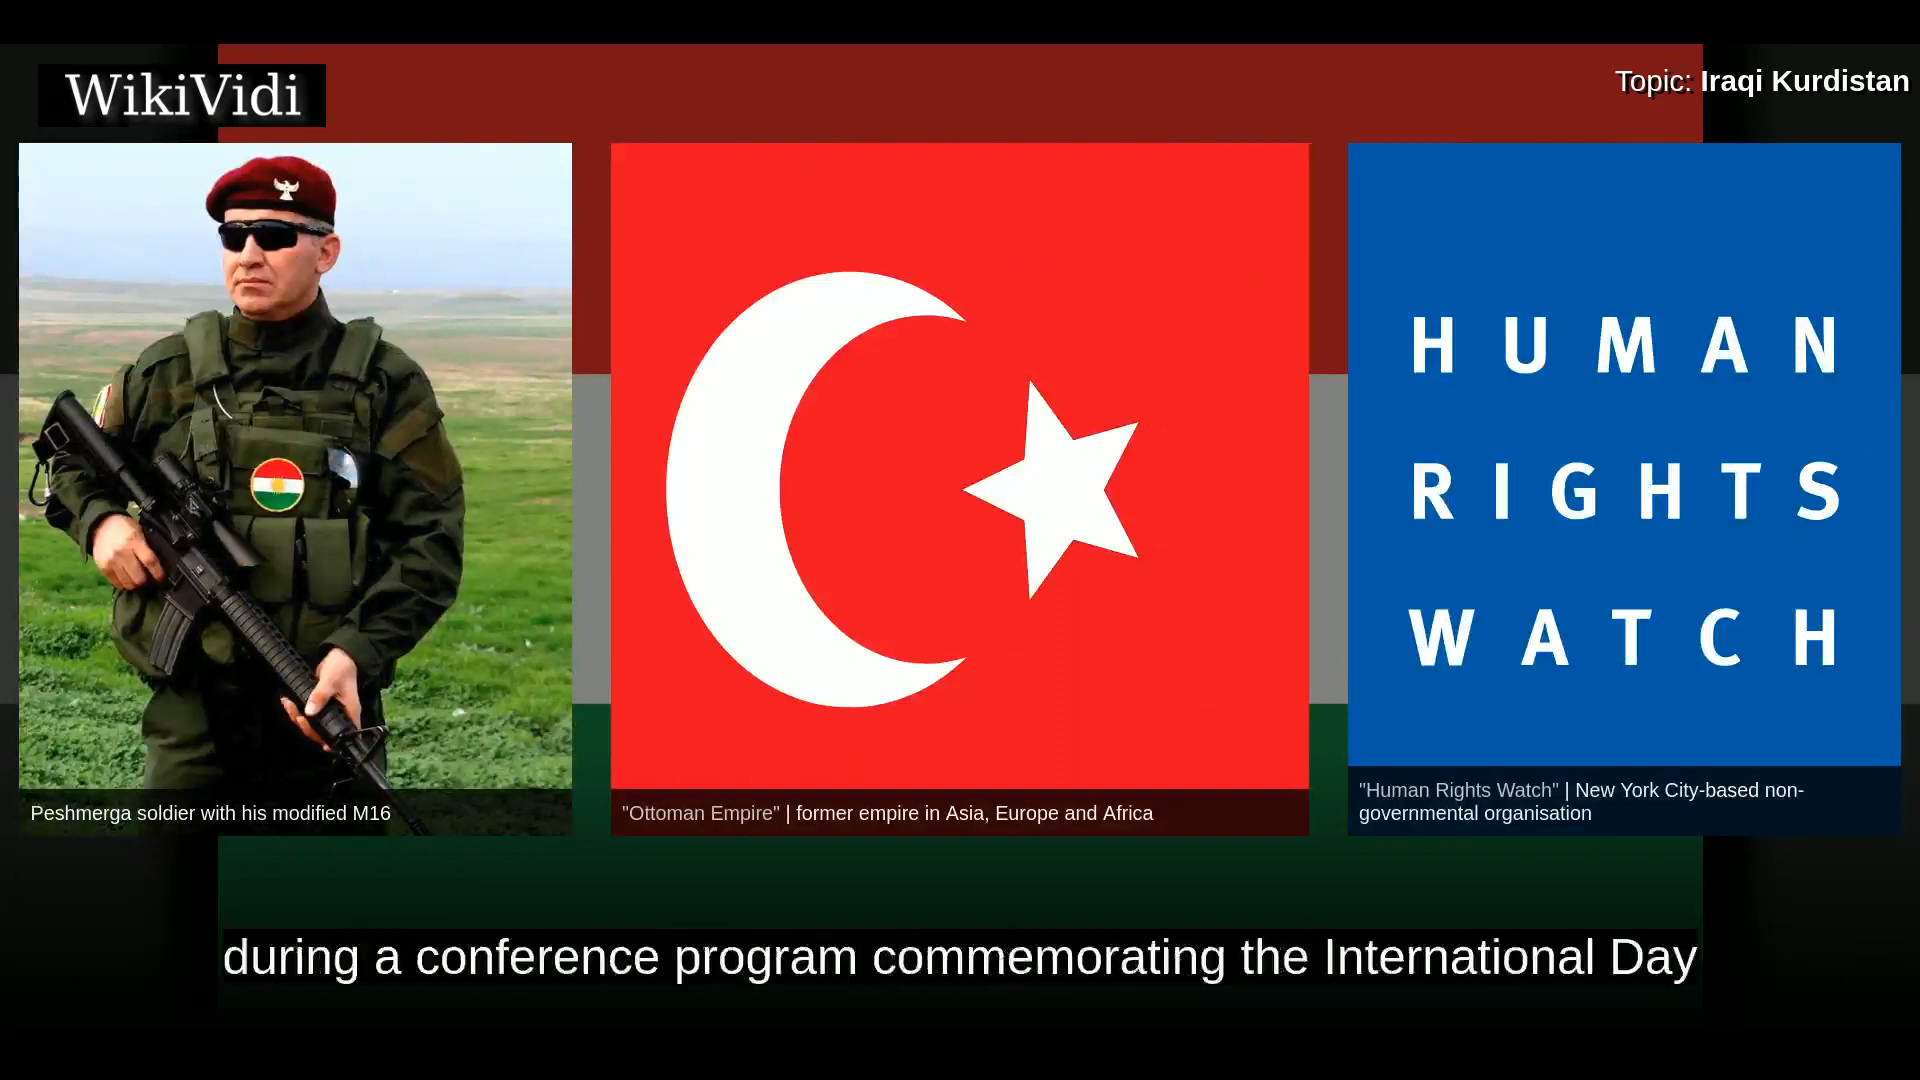 WikiVidi
Topic: Iraqi Kurdistan
HUMAN
RIGHTS
WATCH
Peshmerga soldier with his modified M16
"Ottoman Empire" | former empire in Asia, Europe and Africa
"Human Rights Watch" | New York City-based non-
governmental organisation
during a conference program commemorating the International Day